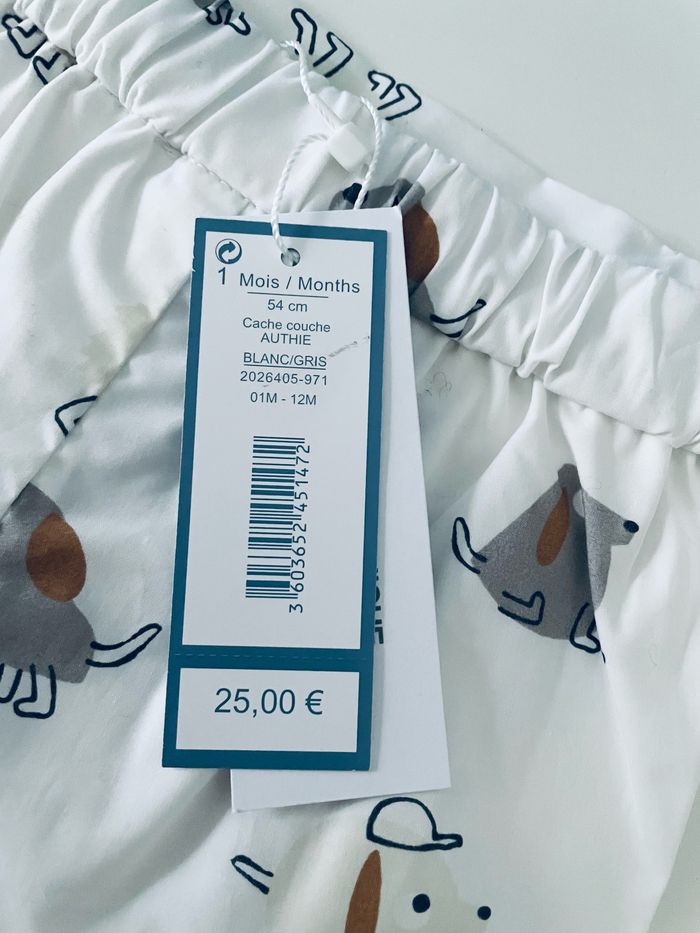 1 Mois / Months
54 cm
Cache couche
AUTHIE
BLANC/GRIS
2026405-971
01M - 12M
3 603652 451472
25,00 €